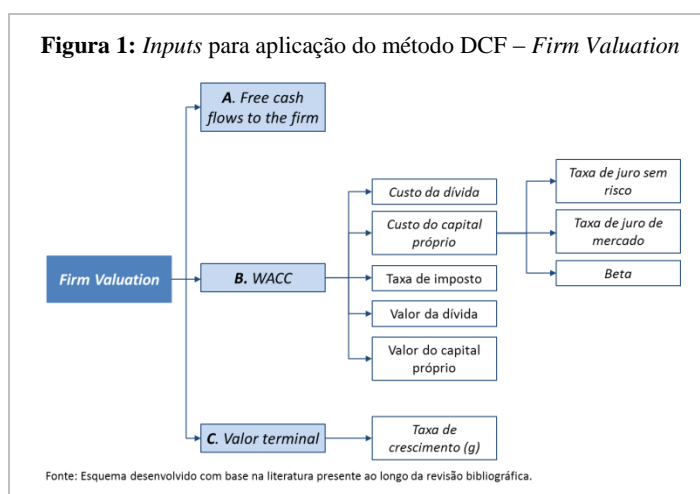 Figura 1: Inputs para aplicação do método DCF – Firm Valuation
A. Free cash
flows to the firm
Custo da dívida
Taxa de juro sem
risco
Custo do capital
próprio
Taxa de juro de
mercado
Firm Valuation
B. WACC
Taxa de imposto
Beta
Valor da dívida
Valor do capital
próprio
C. Valor terminal
Taxa de
crescimento (g)
Fonte: Esquema desenvolvido com base na literatura presente ao longo da revisão bibliográfica.